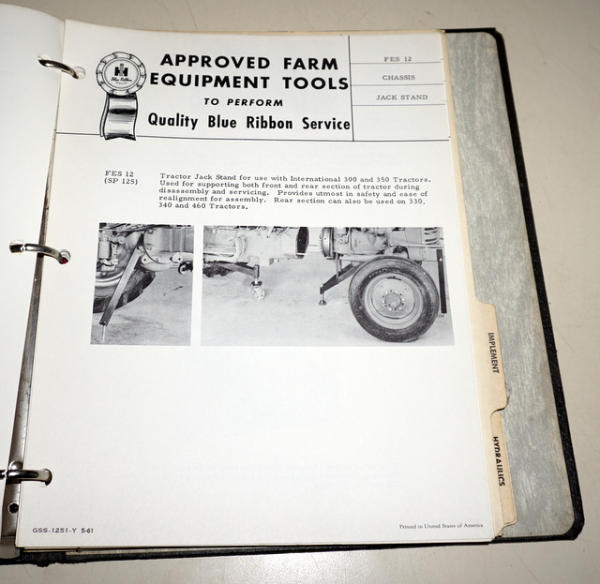 IH
Blue Ribbon
APPROVED FARM
EQUIPMENT TOOLS
TO PERFORM
Quality Blue Ribbon Service
FES 12
CHASSIS
JACK STAND
FES 12
(SP 125)
Tractor Jack Stand for use with International 300 and 350 Tractors.
Used for supporting both front and rear section of tractor during
disassembly and servicing. Provides utmost in safety and ease of
realignment for assembly. Rear section can also be used on 330,
340 and 460 Tractors.
IMPLEMENT
HYDRAULICS
GSS-1251-Y 5-61
Printed in United States of America